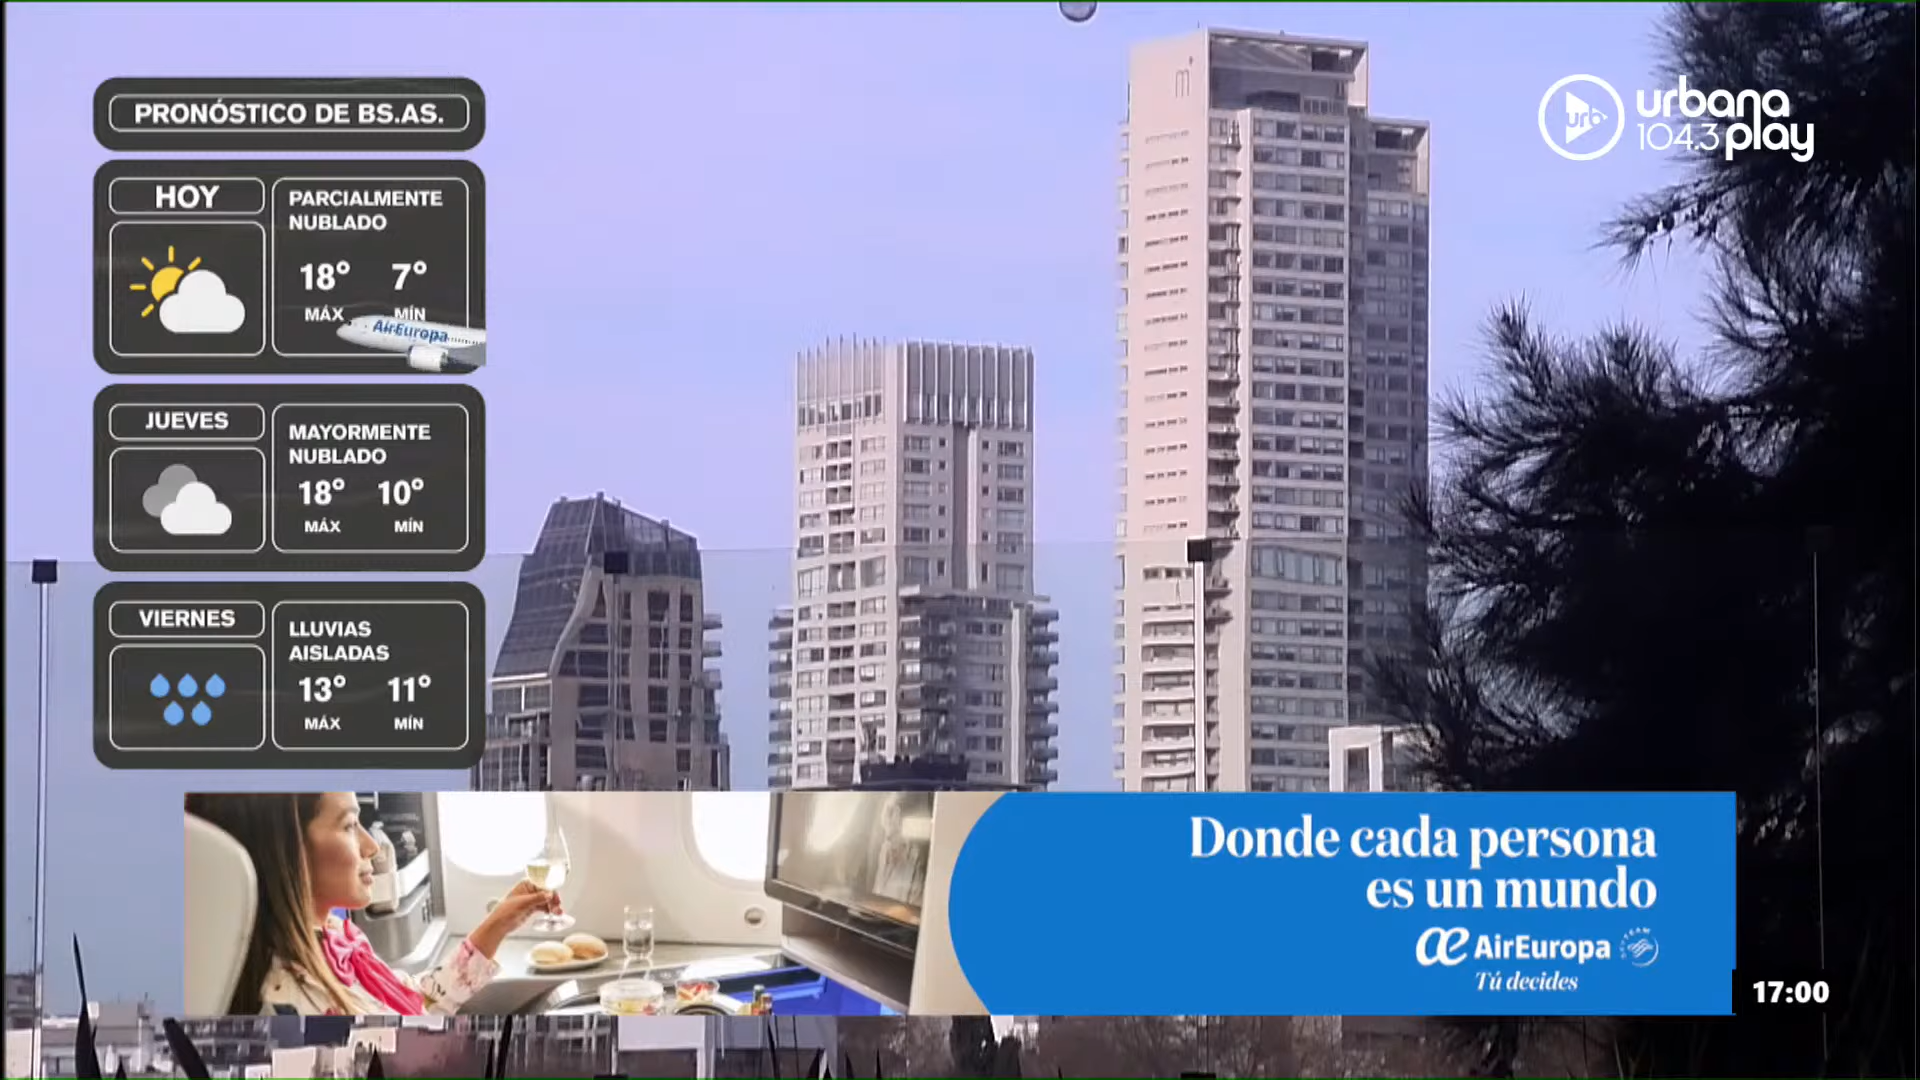 PRONÓSTICO DE BS.AS.
HOY
PARCIALMENTE
NUBLADO
18° 7°
MÁX MÍN
AirEuropa
JUEVES
MAYORMENTE
NUBLADO
18° 10°
MÁX MÍN
VIERNES
LLUVIAS
AISLADAS
13° 11°
MÁX MÍN
urb
urbana
104.3 play
m
Donde cada persona
es un mundo
AirEuropa
Tú decides
17:00